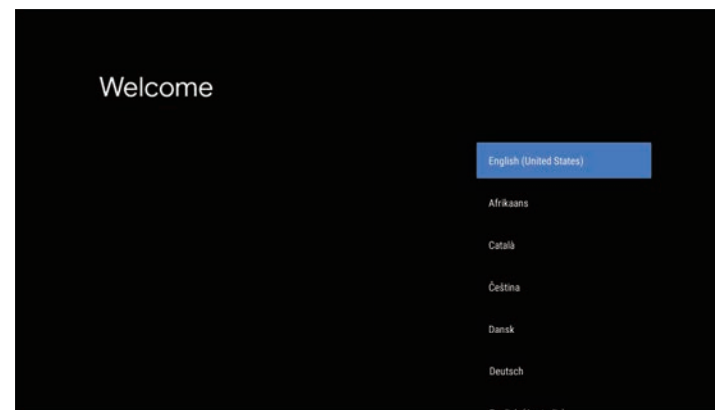 Welcome
English (United States)
Afrikaans
Català
Čeština
Dansk
Deutsch